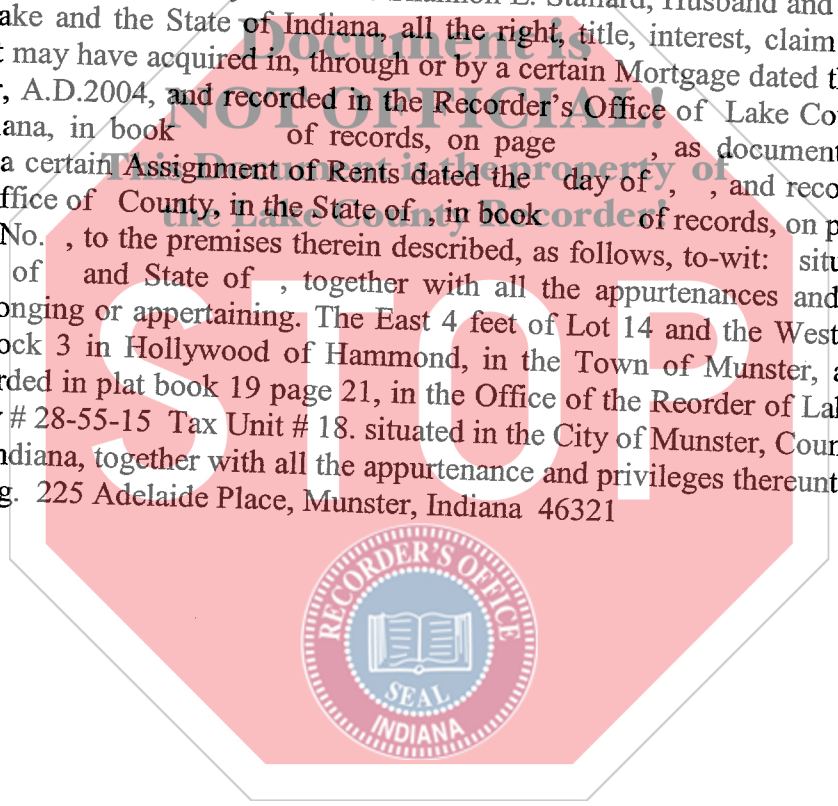 ake and the State of Indiana, all the right, title, interest, claim
Document is
t may have acquired in, through or by a certain Mortgage dated t
, A.D.2004, and recorded in the Recorder's Office of Lake Co
NOT OFFICIAL!
ana, in book of records, on page , as document
a certain Assignment of Rents dated the day of , , and reco
This Document is the property of
ffice of County, in the State of , in book of records, on p
the Lake County Recorder!
No. , to the premises therein described, as follows, to-wit: situ
of and State of , together with all the appurtenances and
onging or appertaining. The East 4 feet of Lot 14 and the West
ock 3 in Hollywood of Hammond, in the Town of Munster, a
rded in plat book 19 page 21, in the Office of the Reorder of Lal
# 28-55-15 Tax Unit # 18. situated in the City of Munster, Coun
ndiana, together with all the appurtenance and privileges thereunt
g. 225 Adelaide Place, Munster, Indiana 46321
STOP
RECORDER'S OFFICE
SEAL
INDIANA